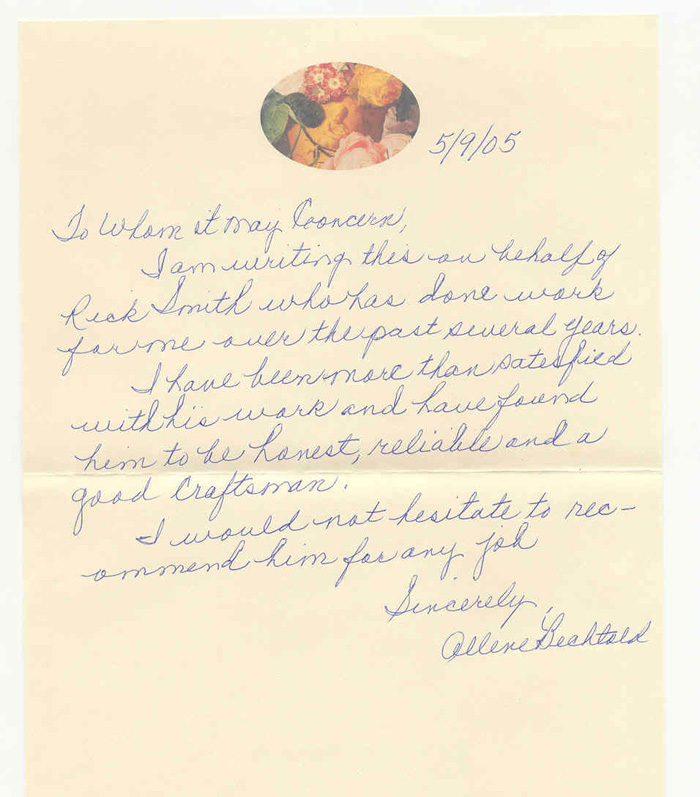 5/9/05
To Whom it may Concern,
I am writing this on behalf of
Rick Smith who has done work
for me over the past several years.
I have been more than satesfied
with his work and have found
him to be honest, reliable and a
good Craftsman.
I would not hesitate to rec-
ommend him for any job
Sincerely,
Allene Bechtold